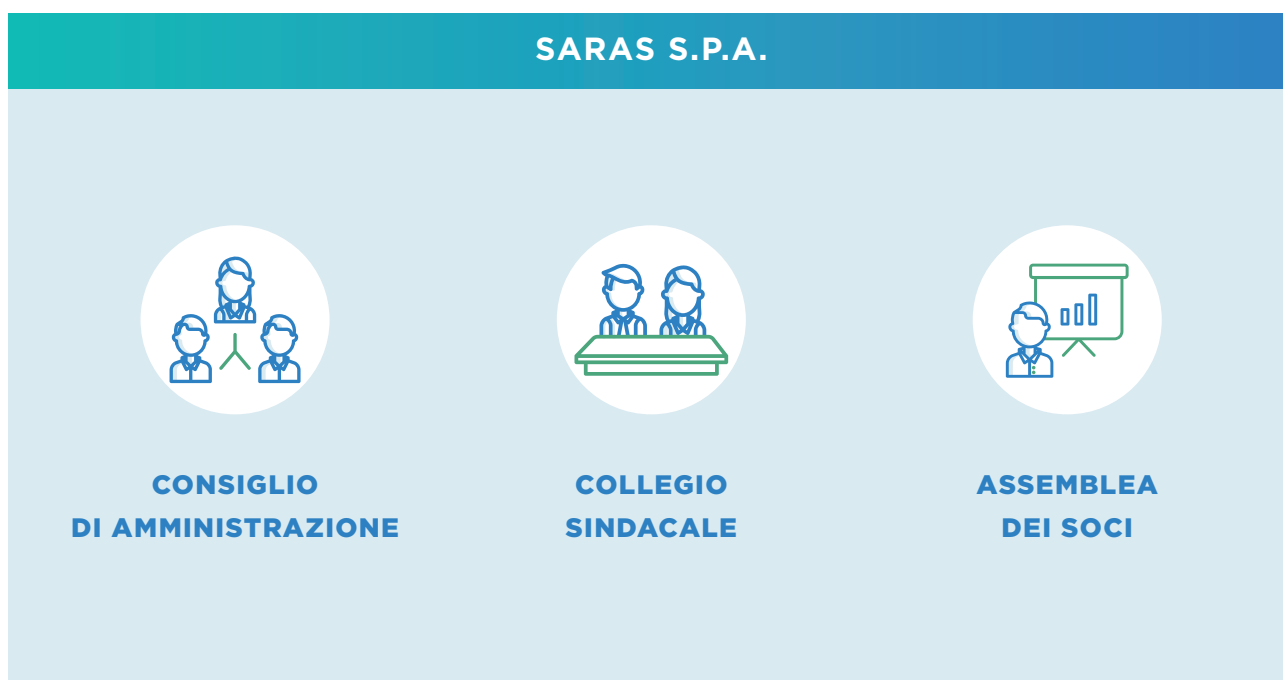 SARAS S.P.A.
CONSIGLIO
DI AMMINISTRAZIONE
COLLEGIO
SINDACALE
ASSEMBLEA
DEI SOCI